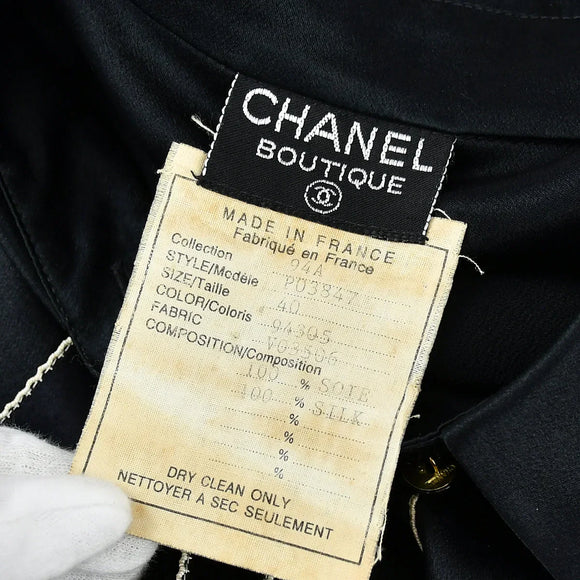 CHANEL
BOUTIQUE
MADE IN FRANCE
Fabriqué en France
Collection 94A
STYLE/Modèle P03847
SIZE/Taille 40
COLOR/Coloris 94305
FABRIC V03506
COMPOSITION/Composition
100 % SOIE
100 % SILK
%
%
%
DRY CLEAN ONLY
NETTOYER A SEC SEULEMENT